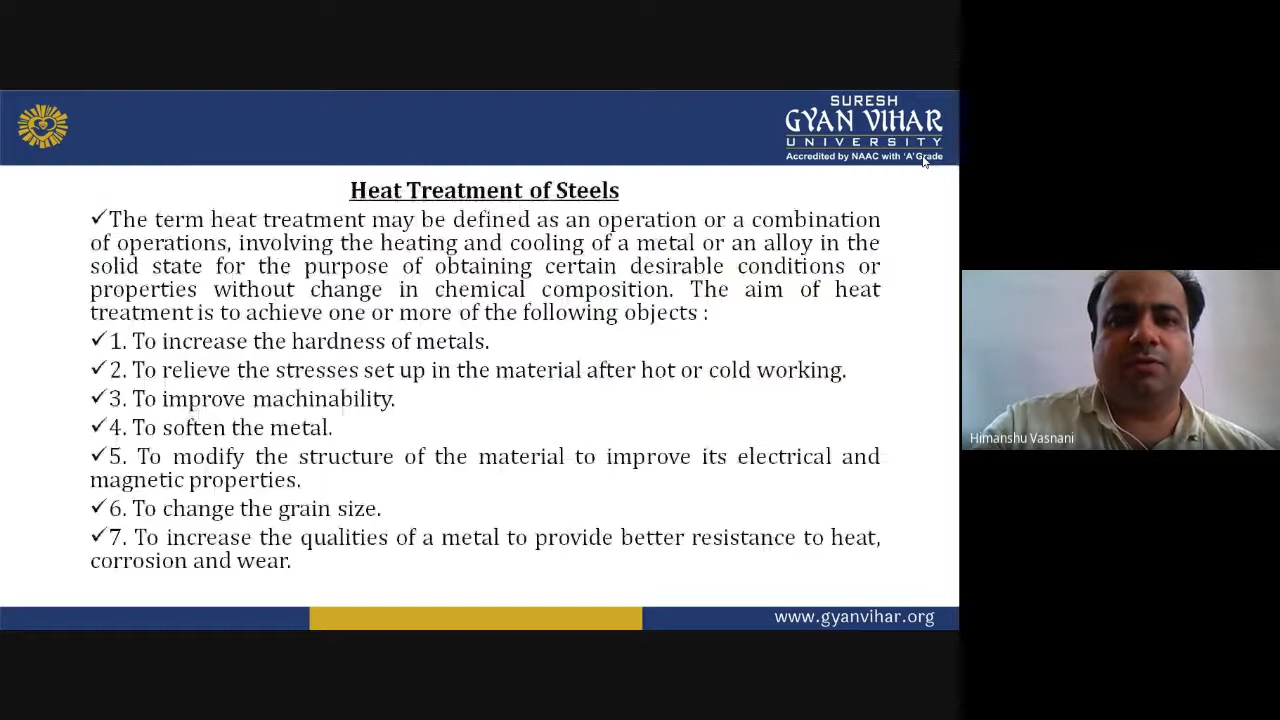 SURESH
GYAN VIHAR
UNIVERSITY
Accredited by NAAC with 'A' Grade
Heat Treatment of Steels
✓The term heat treatment may be defined as an operation or a combination
of operations, involving the heating and cooling of a metal or an alloy in the
solid state for the purpose of obtaining certain desirable conditions or
properties without change in chemical composition. The aim of heat
treatment is to achieve one or more of the following objects :
✓1. To increase the hardness of metals.
✓2. To relieve the stresses set up in the material after hot or cold working.
✓3. To improve machinability.
✓4. To soften the metal.
✓5. To modify the structure of the material to improve its electrical and
magnetic properties.
✓6. To change the grain size.
✓7. To increase the qualities of a metal to provide better resistance to heat,
corrosion and wear.
www.gyanvihar.org
Himanshu Vasnani